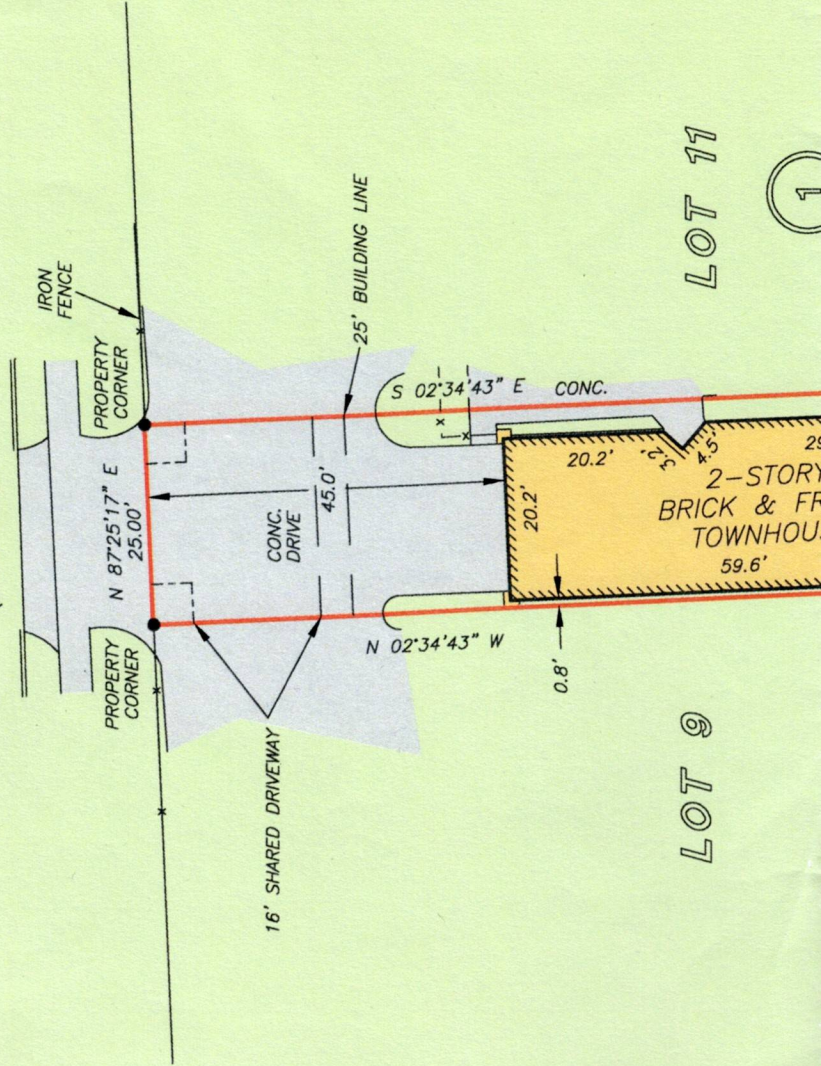 IRON
FENCE
PROPERTY
CORNER
N 87°25'17" E
25.00'
PROPERTY
CORNER
25' BUILDING LINE
S 02°34'43" E
CONC.
LOT 11
1
CONC.
DRIVE
45.0'
20.2'
3.2'
4.5'
29
20.2'
2-STORY
BRICK & FR
TOWNHOU
59.6'
N 02°34'43" W
0.8'
16' SHARED DRIVEWAY
LOT 9